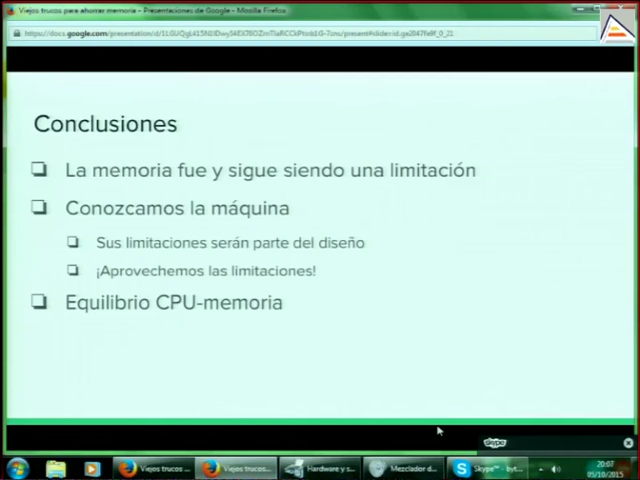 Viejos trucos para ahorrar memoria - Presentaciones de Google - Mozilla Firefox
Conclusiones
La memoria fue y sigue siendo una limitación
Conozcamos la máquina
Sus limitaciones serán parte del diseño
¡Aprovechemos las limitaciones!
Equilibrio CPU-memoria
skype
Viejos trucos ...
Viejos trucos...
Hardware y s...
Mezclador d...
Skype™ - byt...
20:07
05/10/2015